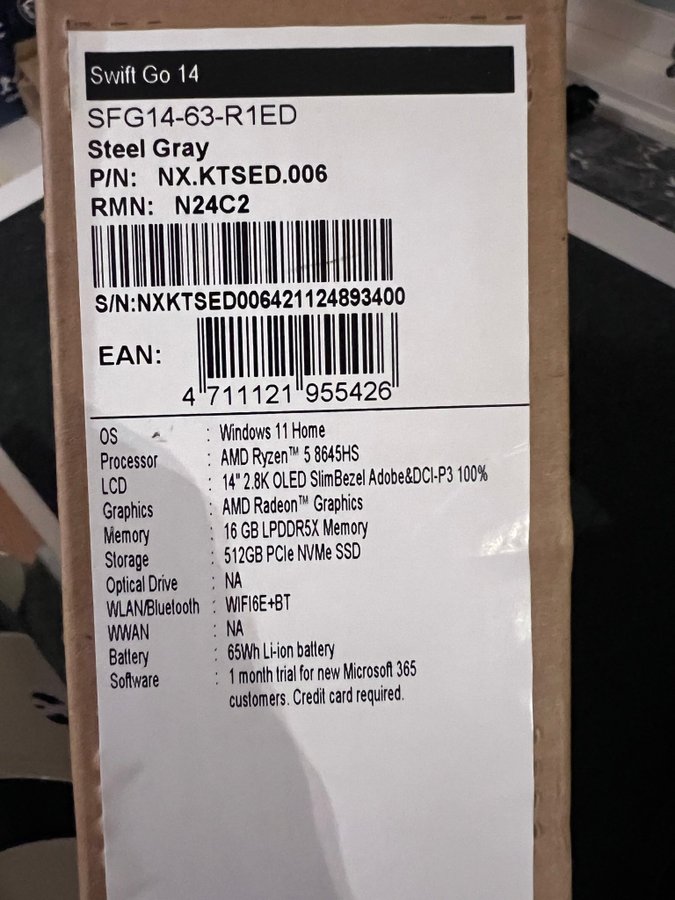 Swift Go 14
SFG14-63-R1ED
Steel Gray
P/N: NX.KTSED.006
RMN: N24C2
S/N:NXKTSED006421124893400
EAN:
4 711121 955426
OS : Windows 11 Home
Processor : AMD Ryzen™ 5 8645HS
LCD : 14" 2.8K OLED SlimBezel Adobe&DCI-P3 100%
Graphics : AMD Radeon™ Graphics
Memory : 16 GB LPDDR5X Memory
Storage : 512GB PCIe NVMe SSD
Optical Drive : NA
WLAN/Bluetooth : WIFI6E+BT
WWAN : NA
Battery : 65Wh Li-ion battery
Software : 1 month trial for new Microsoft 365
customers. Credit card required.